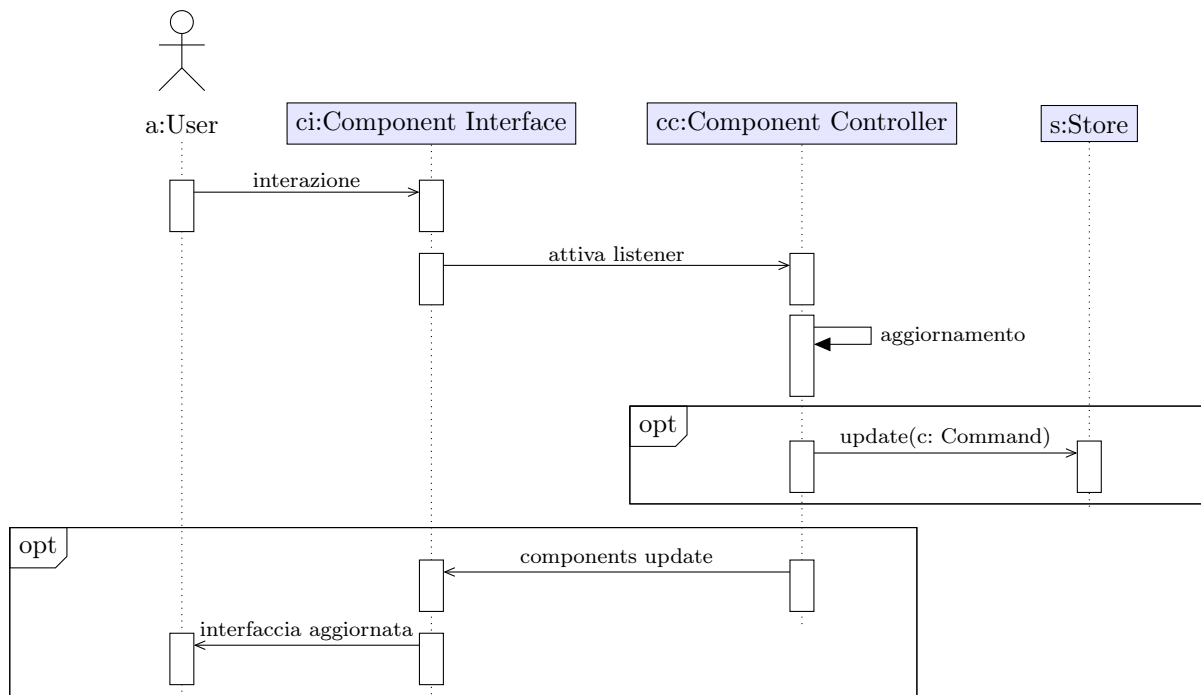 a:User
ci:Component Interface
cc:Component Controller
s:Store
interazione
attiva listener
aggiornamento
opt
update(c: Command)
opt
components update
interfaccia aggiornata